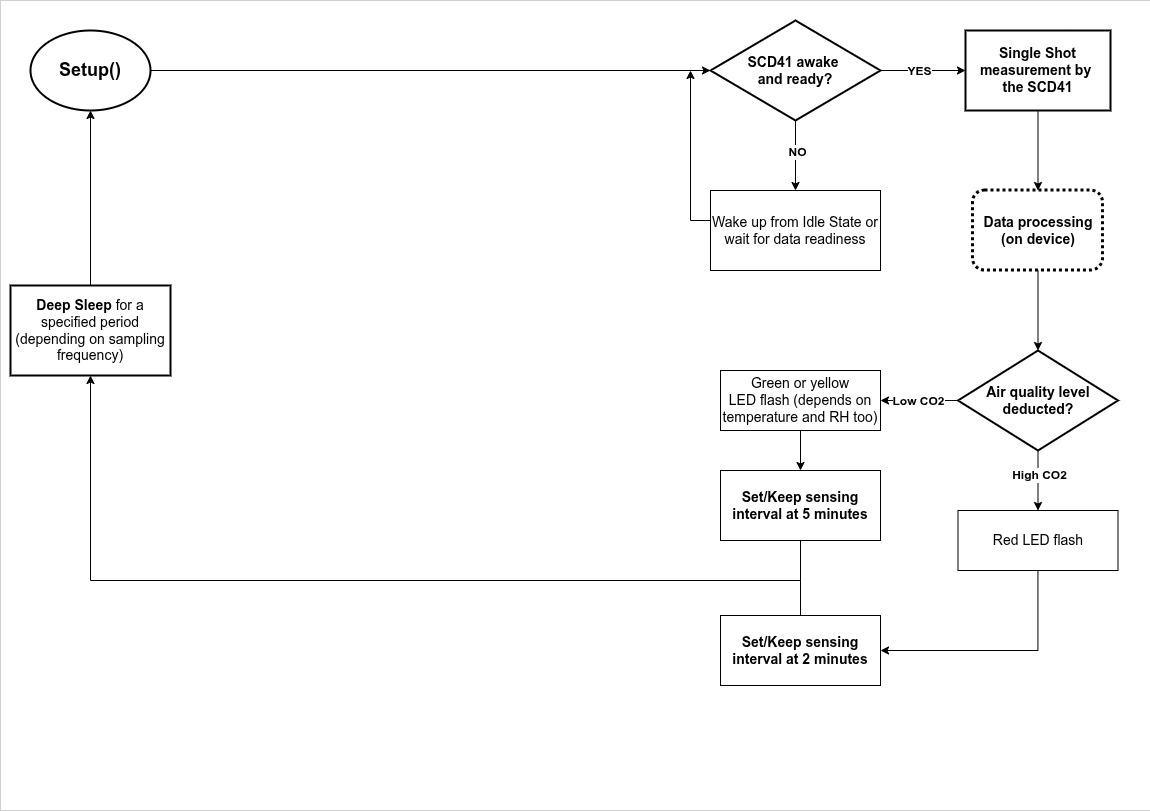 Setup()
SCD41 awake
and ready?
YES
Single Shot
measurement by
the SCD41
NO
Wake up from Idle State or
wait for data readiness
Data processing
(on device)
Deep Sleep for a
specified period
(depending on sampling
frequency)
Green or yellow
LED flash (depends on
temperature and RH too)
Low CO2
Air quality level
deducted?
High CO2
Set/Keep sensing
interval at 5 minutes
Red LED flash
Set/Keep sensing
interval at 2 minutes